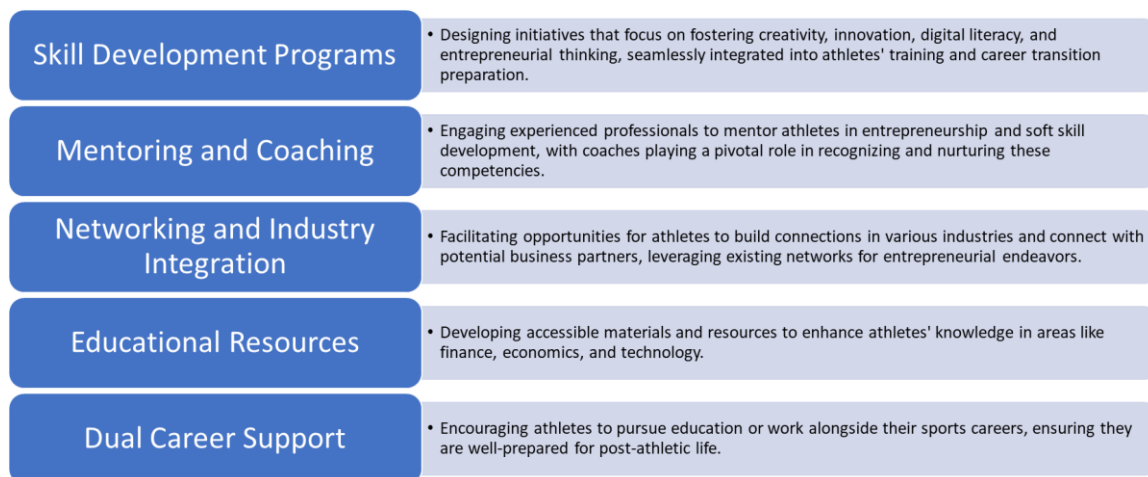 Skill Development Programs
• Designing initiatives that focus on fostering creativity, innovation, digital literacy, and
entrepreneurial thinking, seamlessly integrated into athletes' training and career transition
preparation.
Mentoring and Coaching
• Engaging experienced professionals to mentor athletes in entrepreneurship and soft skill
development, with coaches playing a pivotal role in recognizing and nurturing these
competencies.
Networking and Industry
Integration
• Facilitating opportunities for athletes to build connections in various industries and connect with
potential business partners, leveraging existing networks for entrepreneurial endeavors.
Educational Resources
• Developing accessible materials and resources to enhance athletes' knowledge in areas like
finance, economics, and technology.
Dual Career Support
• Encouraging athletes to pursue education or work alongside their sports careers, ensuring they
are well-prepared for post-athletic life.